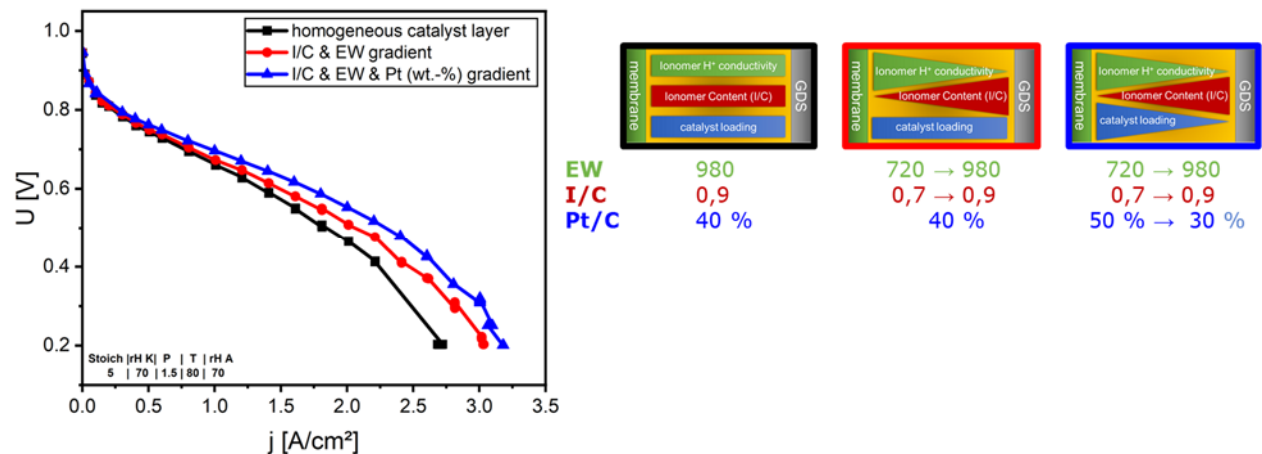 homogeneous catalyst layer
I/C & EW gradient
I/C & EW & Pt (wt.-%) gradient
U [V]
1.0
0.8
0.6
0.4
0.2
Stoich |rH K| P | T | rH A
5 | 70 | 1.5 | 80 | 70
0.0 0.5 1.0 1.5 2.0 2.5 3.0 3.5
j [A/cm²]
membrane
Ionomer H⁺ conductivity
Ionomer Content (I/C)
catalyst loading
GDS
membrane
Ionomer H⁺ conductivity
Ionomer Content (I/C)
catalyst loading
GDS
membrane
Ionomer H⁺ conductivity
Ionomer Content (I/C)
catalyst loading
GDS
EW 980 720 → 980 720 → 980
I/C 0,9 0,7 → 0,9 0,7 → 0,9
Pt/C 40 % 40 % 50 % → 30 %